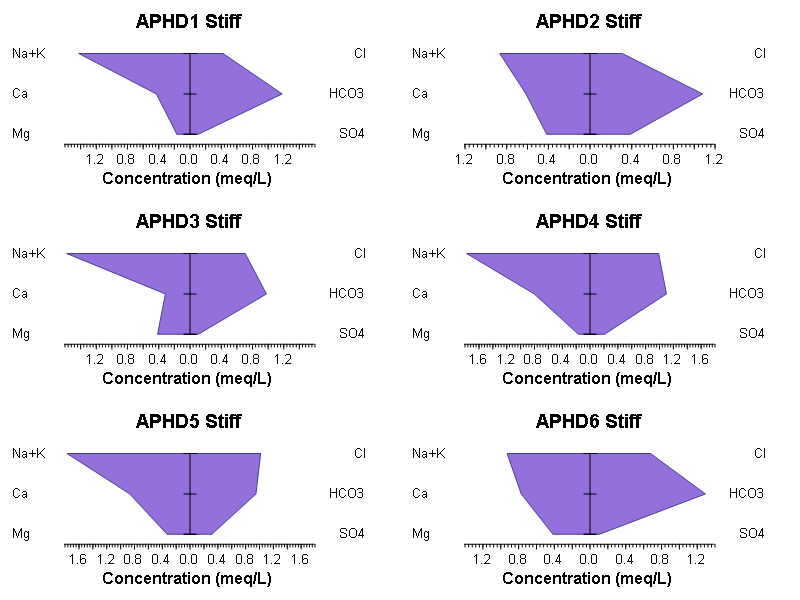 APHD1 Stiff
Na+K Cl
Ca HCO3
Mg SO4
1.2 0.8 0.4 0.0 0.4 0.8 1.2
Concentration (meq/L)
APHD2 Stiff
Na+K Cl
Ca HCO3
Mg SO4
1.2 0.8 0.4 0.0 0.4 0.8 1.2
Concentration (meq/L)
APHD3 Stiff
Na+K Cl
Ca HCO3
Mg SO4
1.2 0.8 0.4 0.0 0.4 0.8 1.2
Concentration (meq/L)
APHD4 Stiff
Na+K Cl
Ca HCO3
Mg SO4
1.6 1.2 0.8 0.4 0.0 0.4 0.8 1.2 1.6
Concentration (meq/L)
APHD5 Stiff
Na+K Cl
Ca HCO3
Mg SO4
1.6 1.2 0.8 0.4 0.0 0.4 0.8 1.2 1.6
Concentration (meq/L)
APHD6 Stiff
Na+K Cl
Ca HCO3
Mg SO4
1.2 0.8 0.4 0.0 0.4 0.8 1.2
Concentration (meq/L)